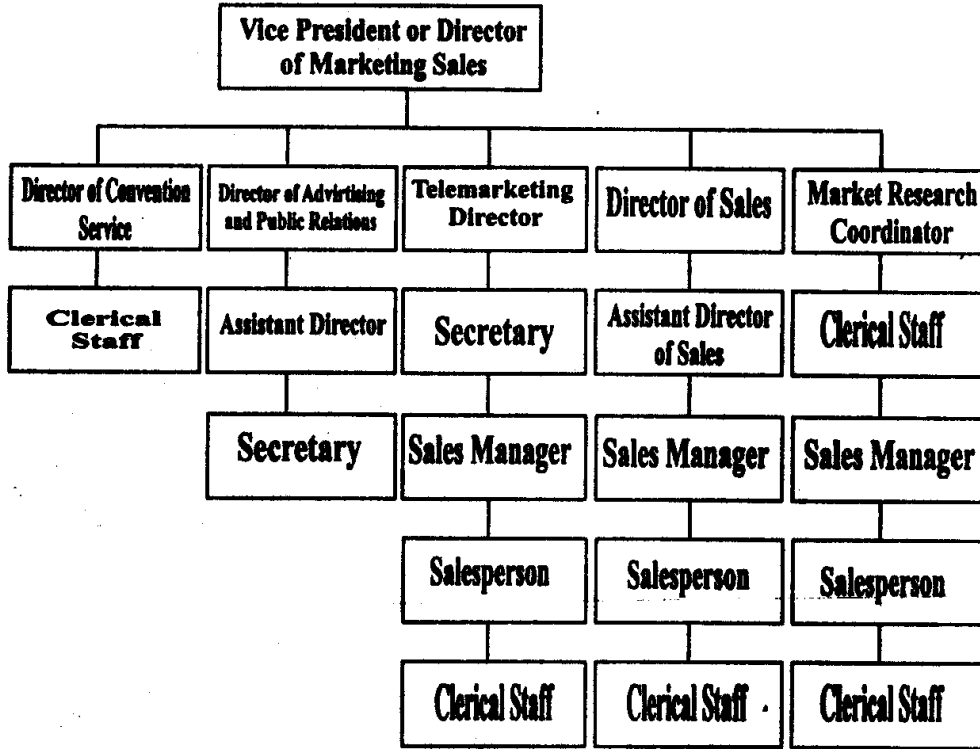 Vice President or Director
of Marketing Sales
Director of Convention
Service
Director of Advirtising
and Public Relations
Telemarketing
Director
Director of Sales
Market Research
Coordinator
Clerical
Staff
Assistant Director
Secretary
Assistant Director
of Sales
Clerical Staff
Secretary
Sales Manager
Sales Manager
Sales Manager
Salesperson
Salesperson
Salesperson
Clerical Staff
Clerical Staff
Clerical Staff